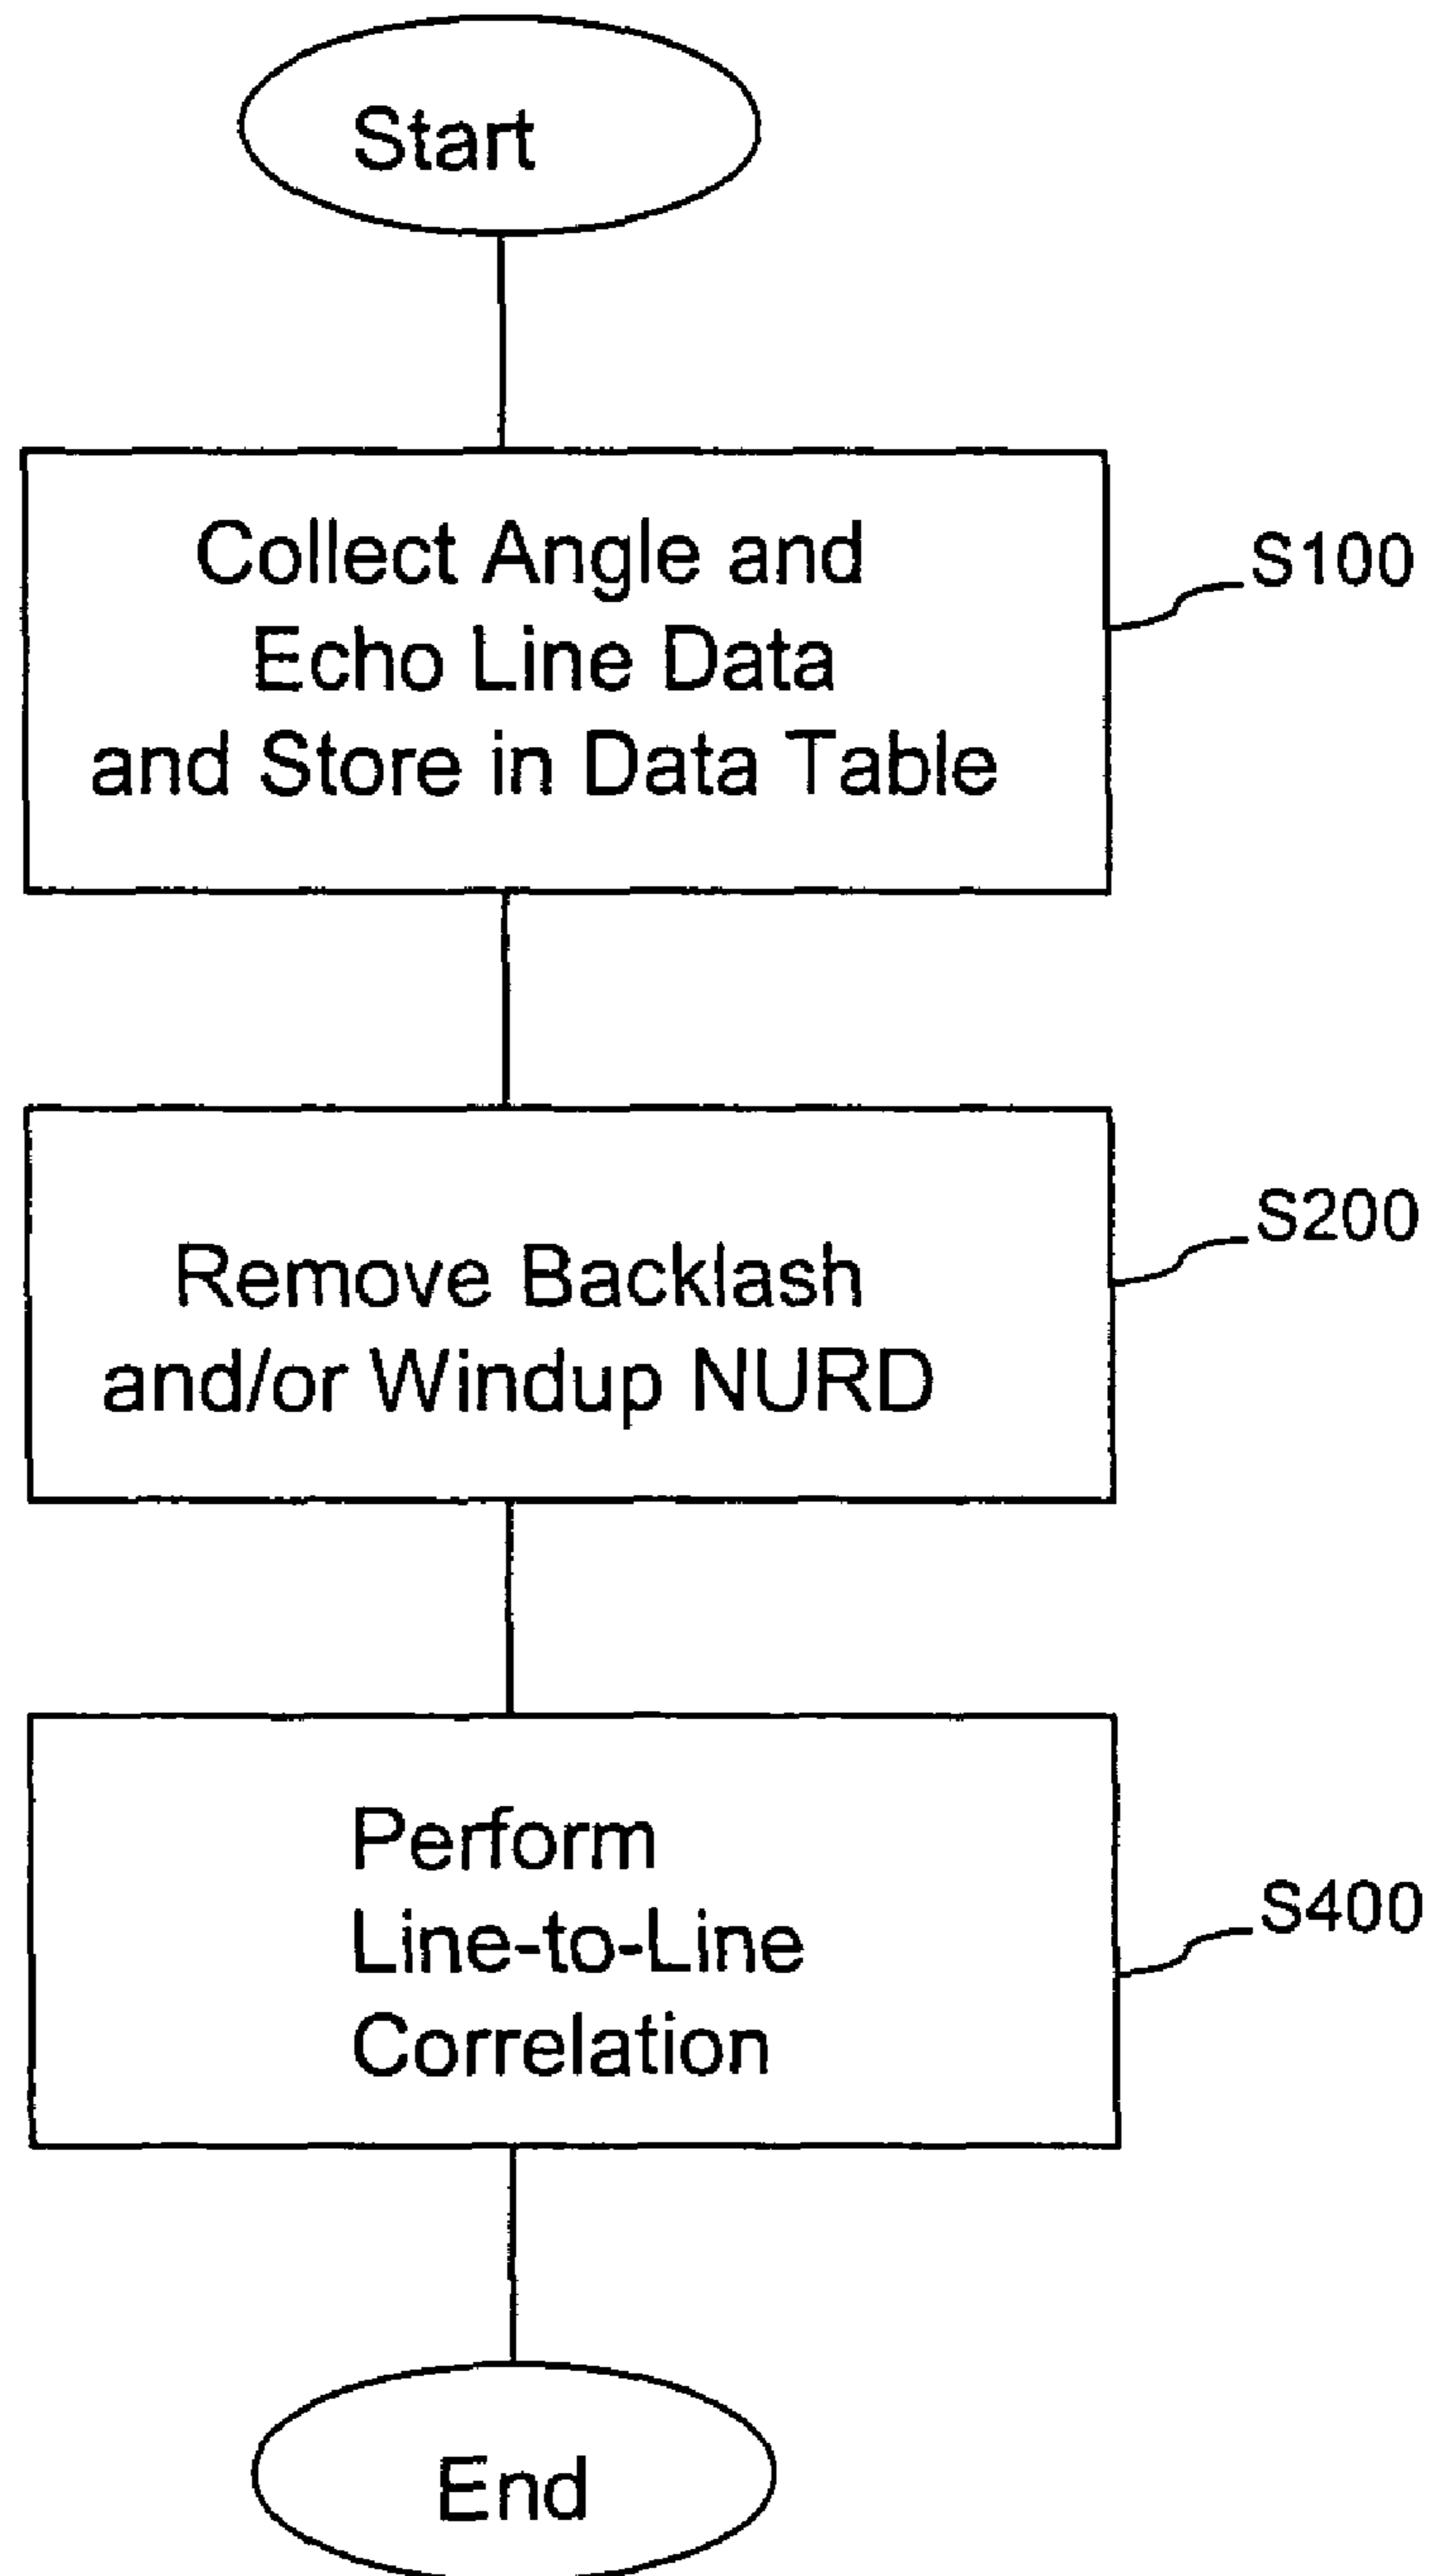 Start
Collect Angle and
Echo Line Data
and Store in Data Table
S100
Remove Backlash
and/or Windup NURD
S200
Perform
Line-to-Line
Correlation
S400
End